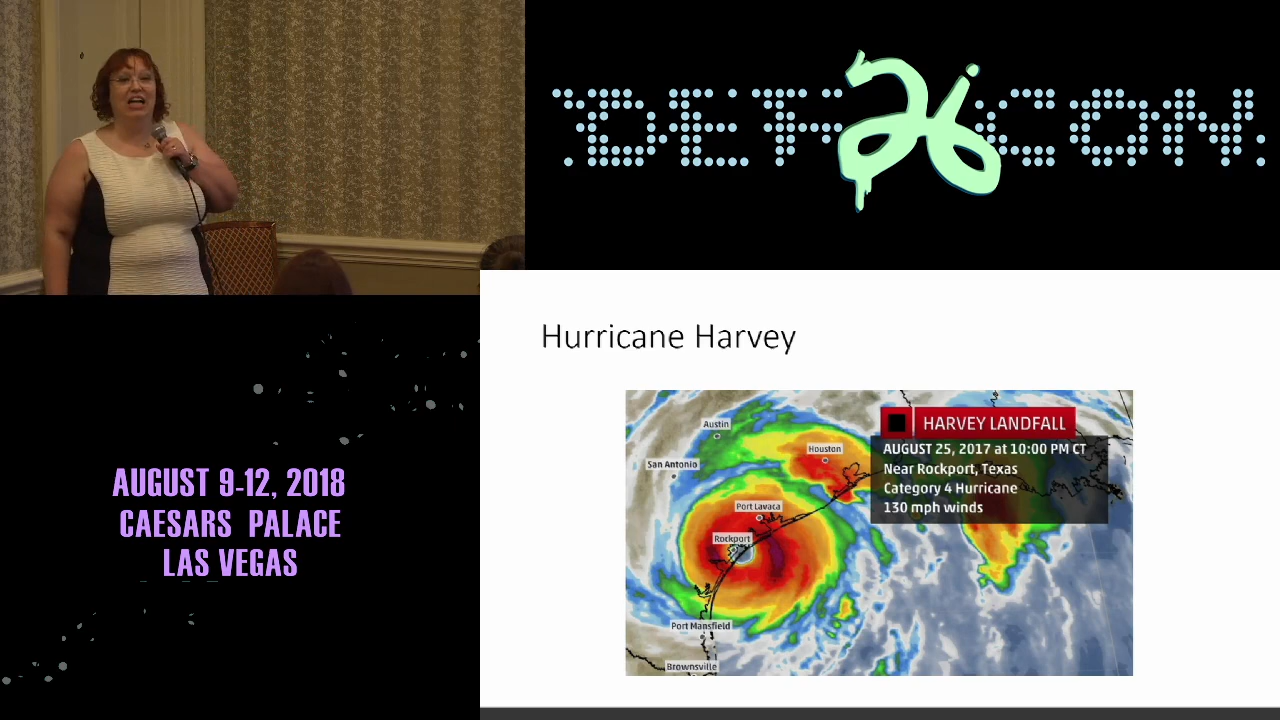 DEF CON
26
AUGUST 9-12, 2018
CAESARS PALACE
LAS VEGAS
Hurricane Harvey
HARVEY LANDFALL
AUGUST 25, 2017 at 10:00 PM CT
Near Rockport, Texas
Category 4 Hurricane
130 mph winds
Austin
Houston
San Antonio
Port Lavaca
Rockport
Port Mansfield
Brownsville